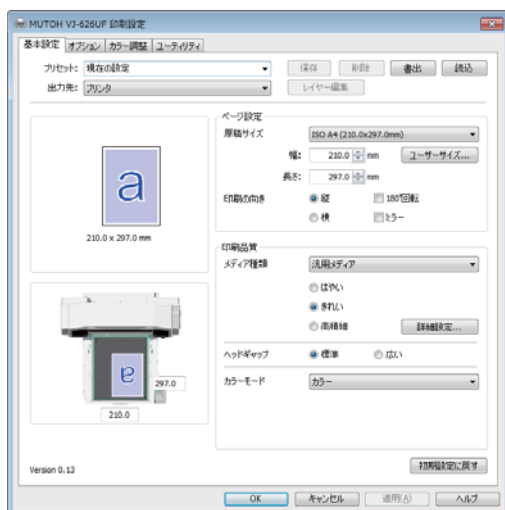 MUTOH VJ-626UF 印刷設定
基本設定 オプション カラー調整 ユーティリティ
プリセット: 現在の設定 保存 削除 書出 読込
出力先: プリンタ レイヤー編集
a
210.0 x 297.0 mm
ページ設定
原稿サイズ ISO A4 (210.0x297.0mm)
幅: 210.0 mm ユーザーサイズ...
長さ: 297.0 mm
印刷の向き 縦 180°回転
横 ミラー
印刷品質
メディア種類 汎用メディア
はやい
きれい
高精細 詳細設定...
ヘッドギャップ 標準 広い
カラーモード カラー
a
297.0
210.0
Version 0.13
初期設定に戻す
OK キャンセル 適用(A) ヘルプ